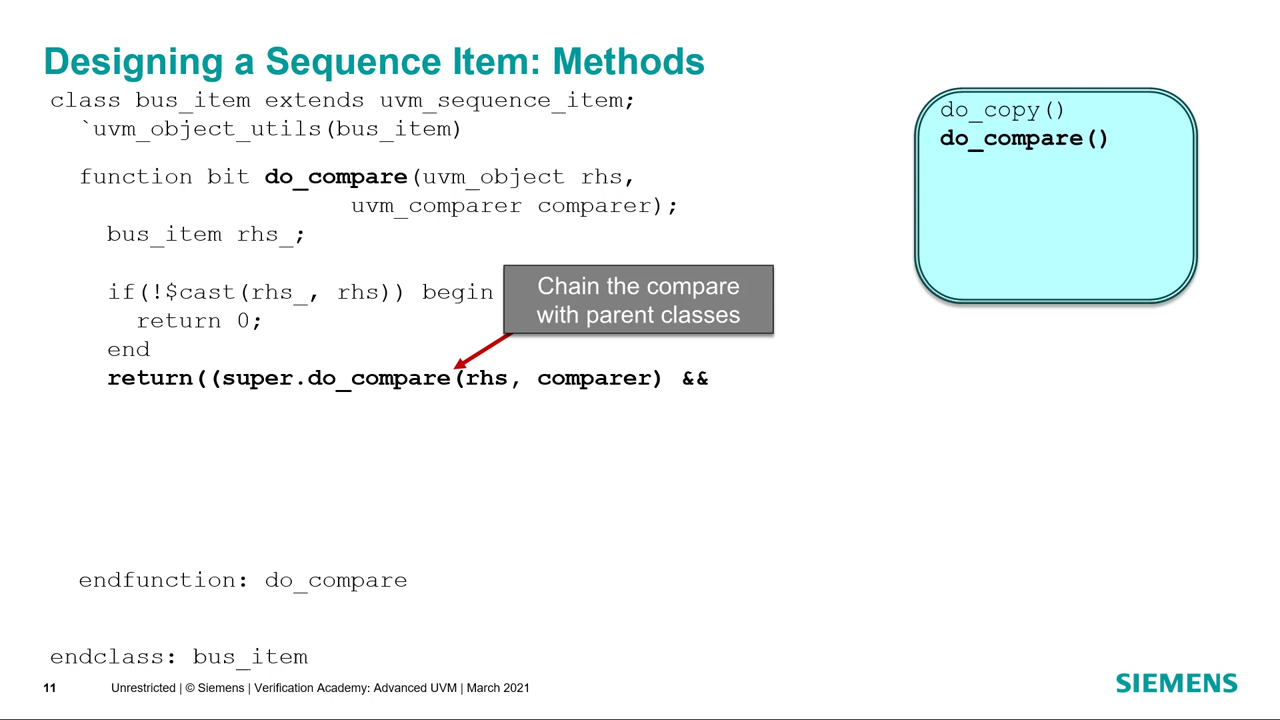 Designing a Sequence Item: Methods
class bus_item extends uvm_sequence_item;
`uvm_object_utils(bus_item)
function bit do_compare(uvm_object rhs,
uvm_comparer comparer);
bus_item rhs_;
if(!$cast(rhs_, rhs)) begin
return 0;
end
return((super.do_compare(rhs, comparer) &&
endfunction: do_compare
endclass: bus_item
Chain the compare
with parent classes
do_copy()
do_compare()
11 Unrestricted | © Siemens | Verification Academy: Advanced UVM | March 2021
SIEMENS